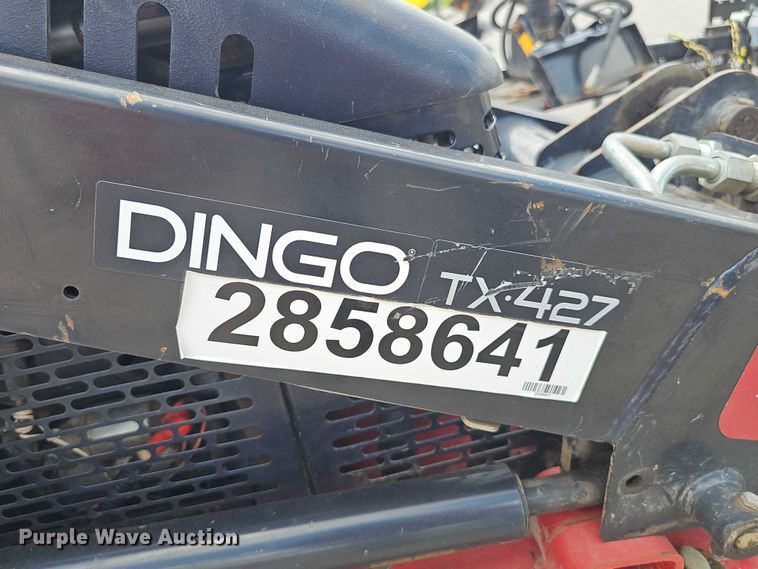 DINGO® TX·427
2858641
Purple Wave Auction